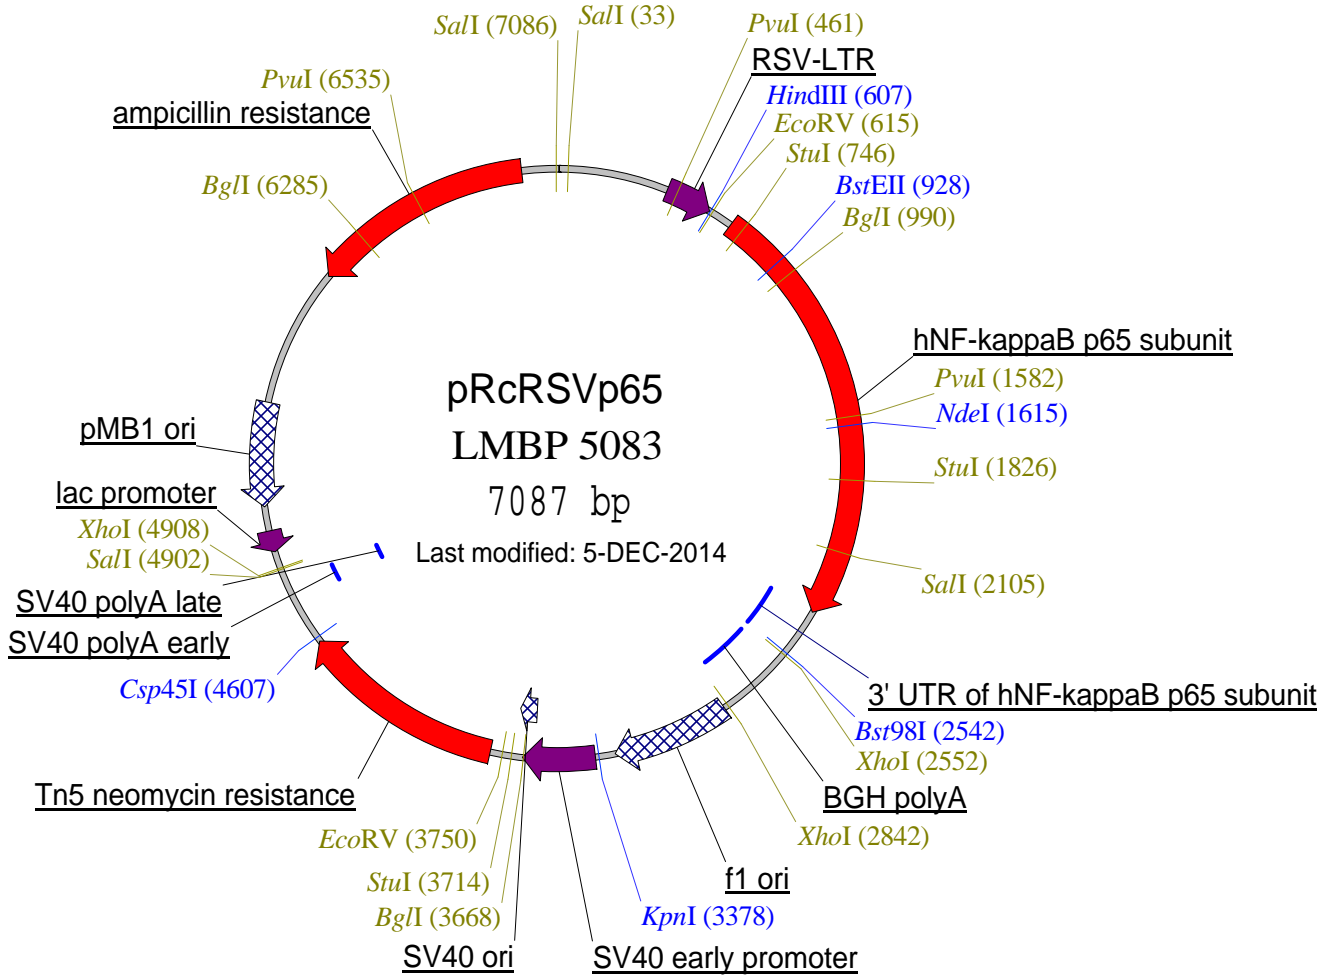 SalI (7086)
SalI (33)
PvuI (461)
RSV-LTR
HindIII (607)
EcoRV (615)
StuI (746)
BstEII (928)
BglI (990)
hNF-kappaB p65 subunit
PvuI (1582)
NdeI (1615)
StuI (1826)
SalI (2105)
3' UTR of hNF-kappaB p65 subunit
Bst98I (2542)
XhoI (2552)
BGH polyA
XhoI (2842)
f1 ori
KpnI (3378)
SV40 early promoter
SV40 ori
BglI (3668)
StuI (3714)
EcoRV (3750)
Tn5 neomycin resistance
Csp45I (4607)
SV40 polyA early
SV40 polyA late
SalI (4902)
XhoI (4908)
lac promoter
pMB1 ori
BglI (6285)
ampicillin resistance
PvuI (6535)
pRcRSVp65
LMBP 5083
7087 bp
Last modified: 5-DEC-2014